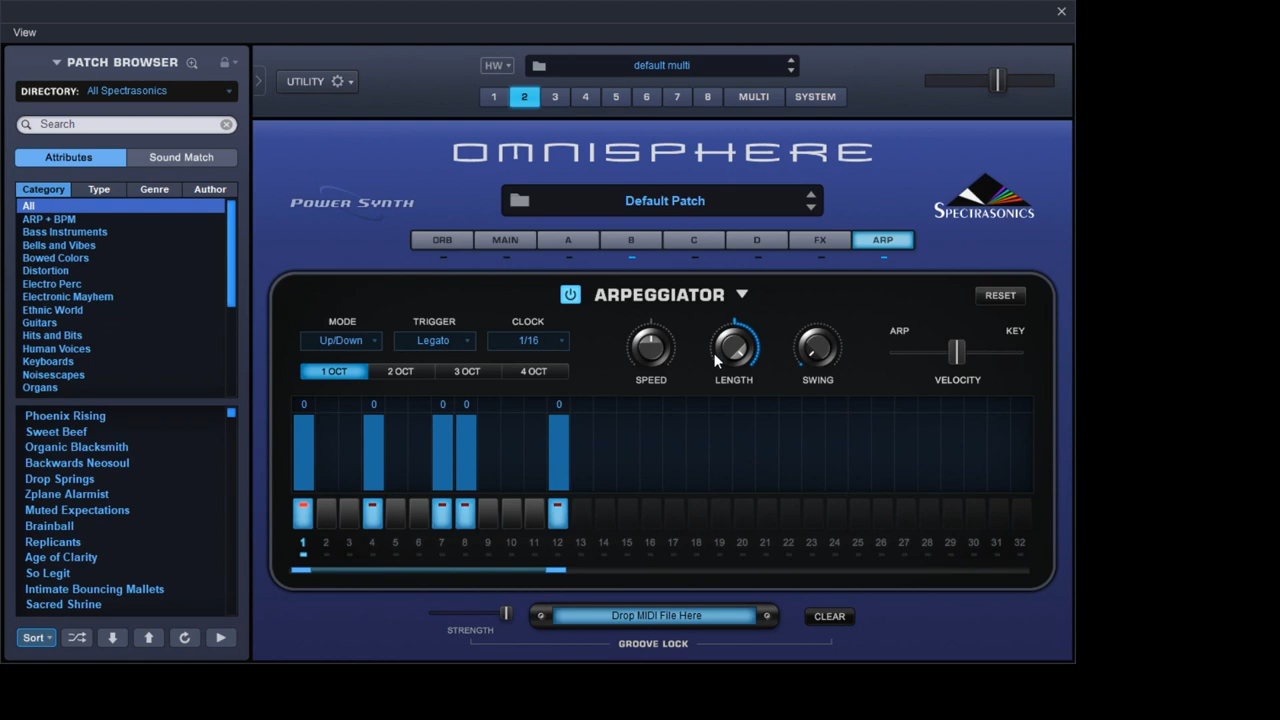 View
PATCH BROWSER
DIRECTORY: All Spectrasonics
Search
Attributes Sound Match
Category Type Genre Author
All
ARP + BPM
Bass Instruments
Bells and Vibes
Bowed Colors
Distortion
Electro Perc
Electronic Mayhem
Ethnic World
Guitars
Hits and Bits
Human Voices
Keyboards
Noisescapes
Organs
Phoenix Rising
Sweet Beef
Organic Blacksmith
Backwards Neosoul
Drop Springs
Zplane Alarmist
Muted Expectations
Brainball
Replicants
Age of Clarity
So Legit
Intimate Bouncing Mallets
Sacred Shrine
Sort
UTILITY
HW default multi
1 2 3 4 5 6 7 8 MULTI SYSTEM
OMNISPHERE
POWER SYNTH
Default Patch
SPECTRASONICS
ORB MAIN A B C D FX ARP
ARPEGGIATOR
RESET
MODE TRIGGER CLOCK
Up/Down Legato 1/16
1 OCT 2 OCT 3 OCT 4 OCT
SPEED LENGTH SWING
ARP KEY
VELOCITY
0 0 0 0 0
1 2 3 4 5 6 7 8 9 10 11 12 13 14 15 16 17 18 19 20 21 22 23 24 25 26 27 28 29 30 31 32
STRENGTH
Drop MIDI File Here
CLEAR
GROOVE LOCK